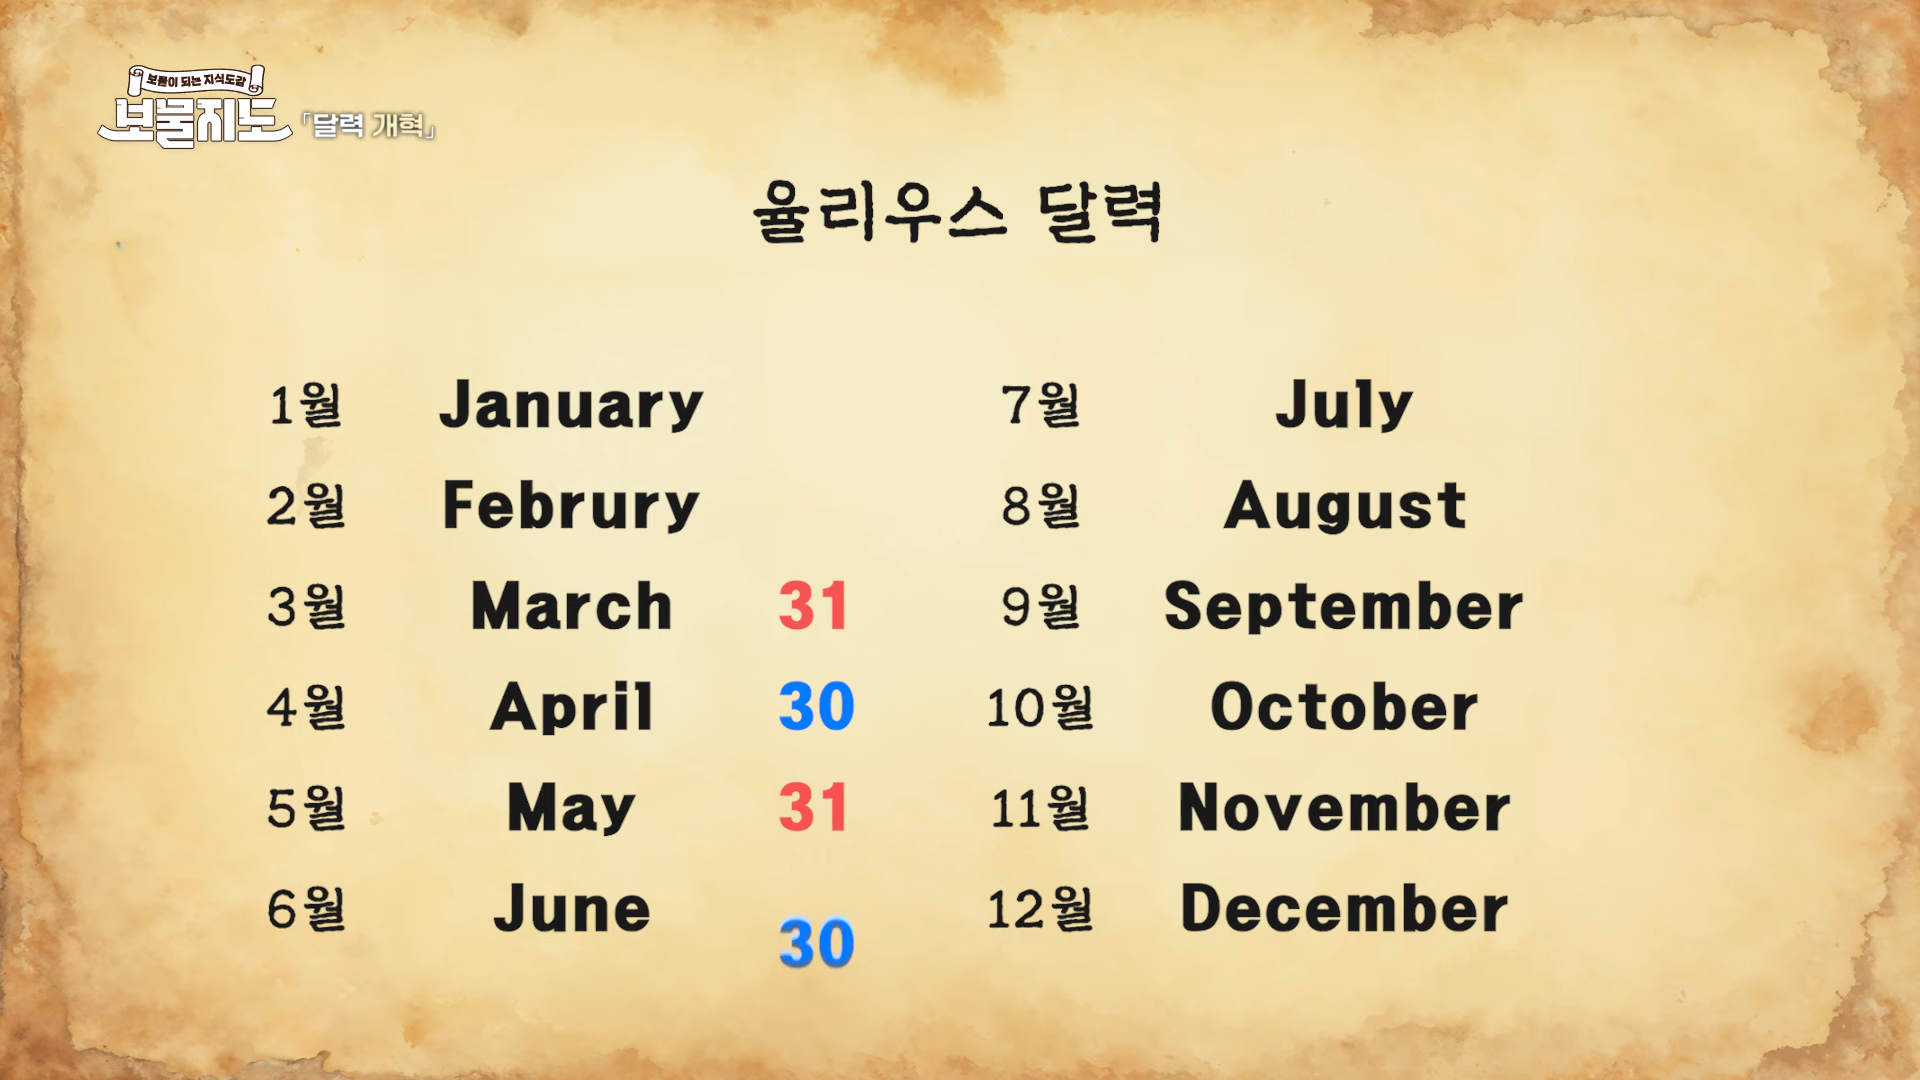 보물이 되는 지식도감
보물지도 「달력 개혁」
율리우스 달력
1월 January
2월 Februry
3월 March 31
4월 April 30
5월 May 31
6월 June 30
7월 July
8월 August
9월 September
10월 October
11월 November
12월 December